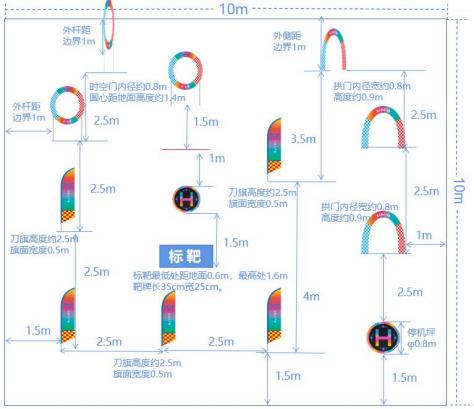 10m
外杆距
边界1m
外侧距
边界1m
时空门内径约0.8m
圆心距地面高度约1.4m
拱门内径宽约0.8m
高度约0.9m
外杆距
边界1m
2.5m
1.5m
3.5m
2.5m
1m
10m
2.5m
刀旗高度约2.5m
旗面宽度0.5m
2.5m
拱门内径宽约0.8m
高度约0.9m
H
刀旗高度约2.5m
旗面宽度0.5m
1.5m
1m
标靶
标靶最低处距地面0.6m，最高处1.6m
靶牌长35cm宽25cm。
2.5m
2.5m
4m
1.5m
2.5m
2.5m
H
停机坪
φ0.8m
刀旗高度约2.5m
旗面宽度0.5m
1.5m
1.5m